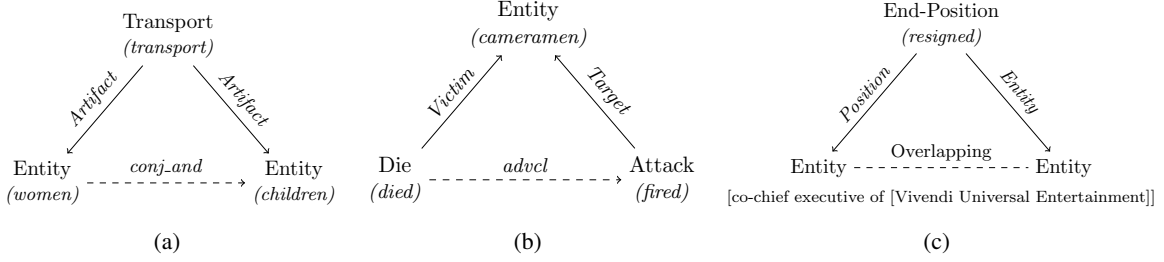 Transport
(transport)
Artifact
Artifact
Entity
(women)
conj_and
Entity
(children)
(a)
Entity
(cameramen)
Victim
Target
Die
(died)
advcl
Attack
(fired)
(b)
End-Position
(resigned)
Position
Entity
Entity
Overlapping
Entity
[co-chief executive of [Vivendi Universal Entertainment]]
(c)